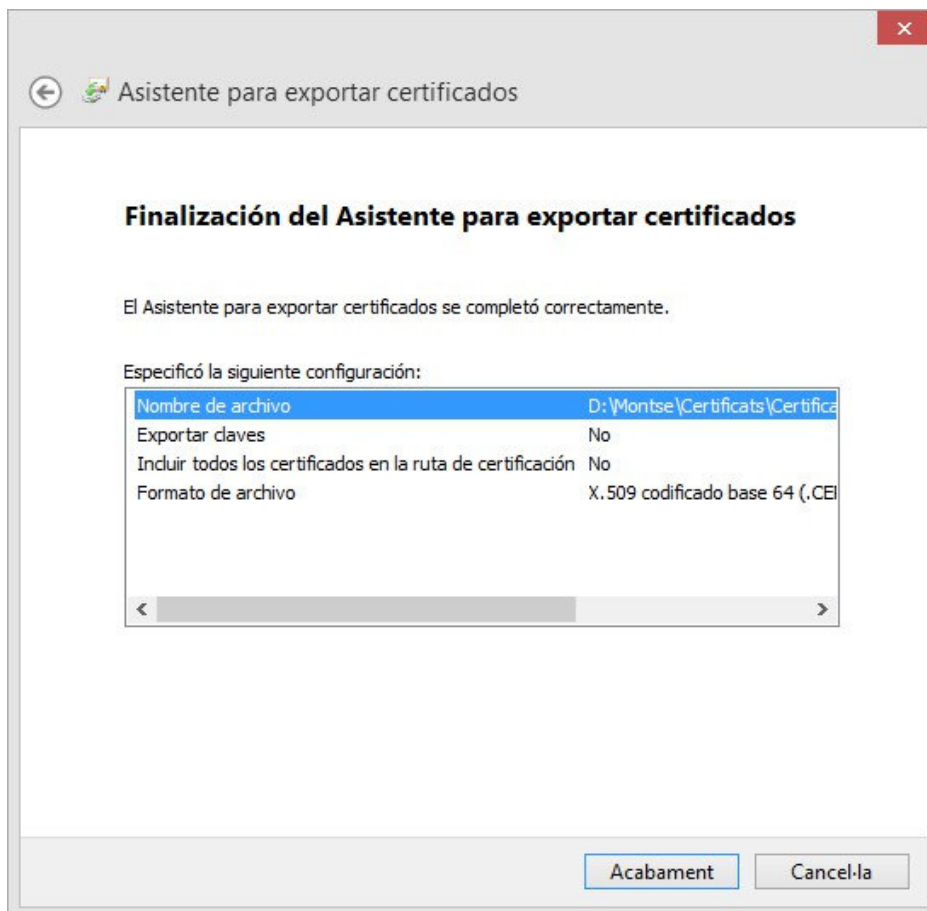 Asistente para exportar certificados
Finalización del Asistente para exportar certificados
El Asistente para exportar certificados se completó correctamente.
Especificó la siguiente configuración:
Nombre de archivo D:\Montse\Certificats\Certifica
Exportar claves No
Incluir todos los certificados en la ruta de certificación No
Formato de archivo X.509 codificado base 64 (.CE
Acabament Cancel·la